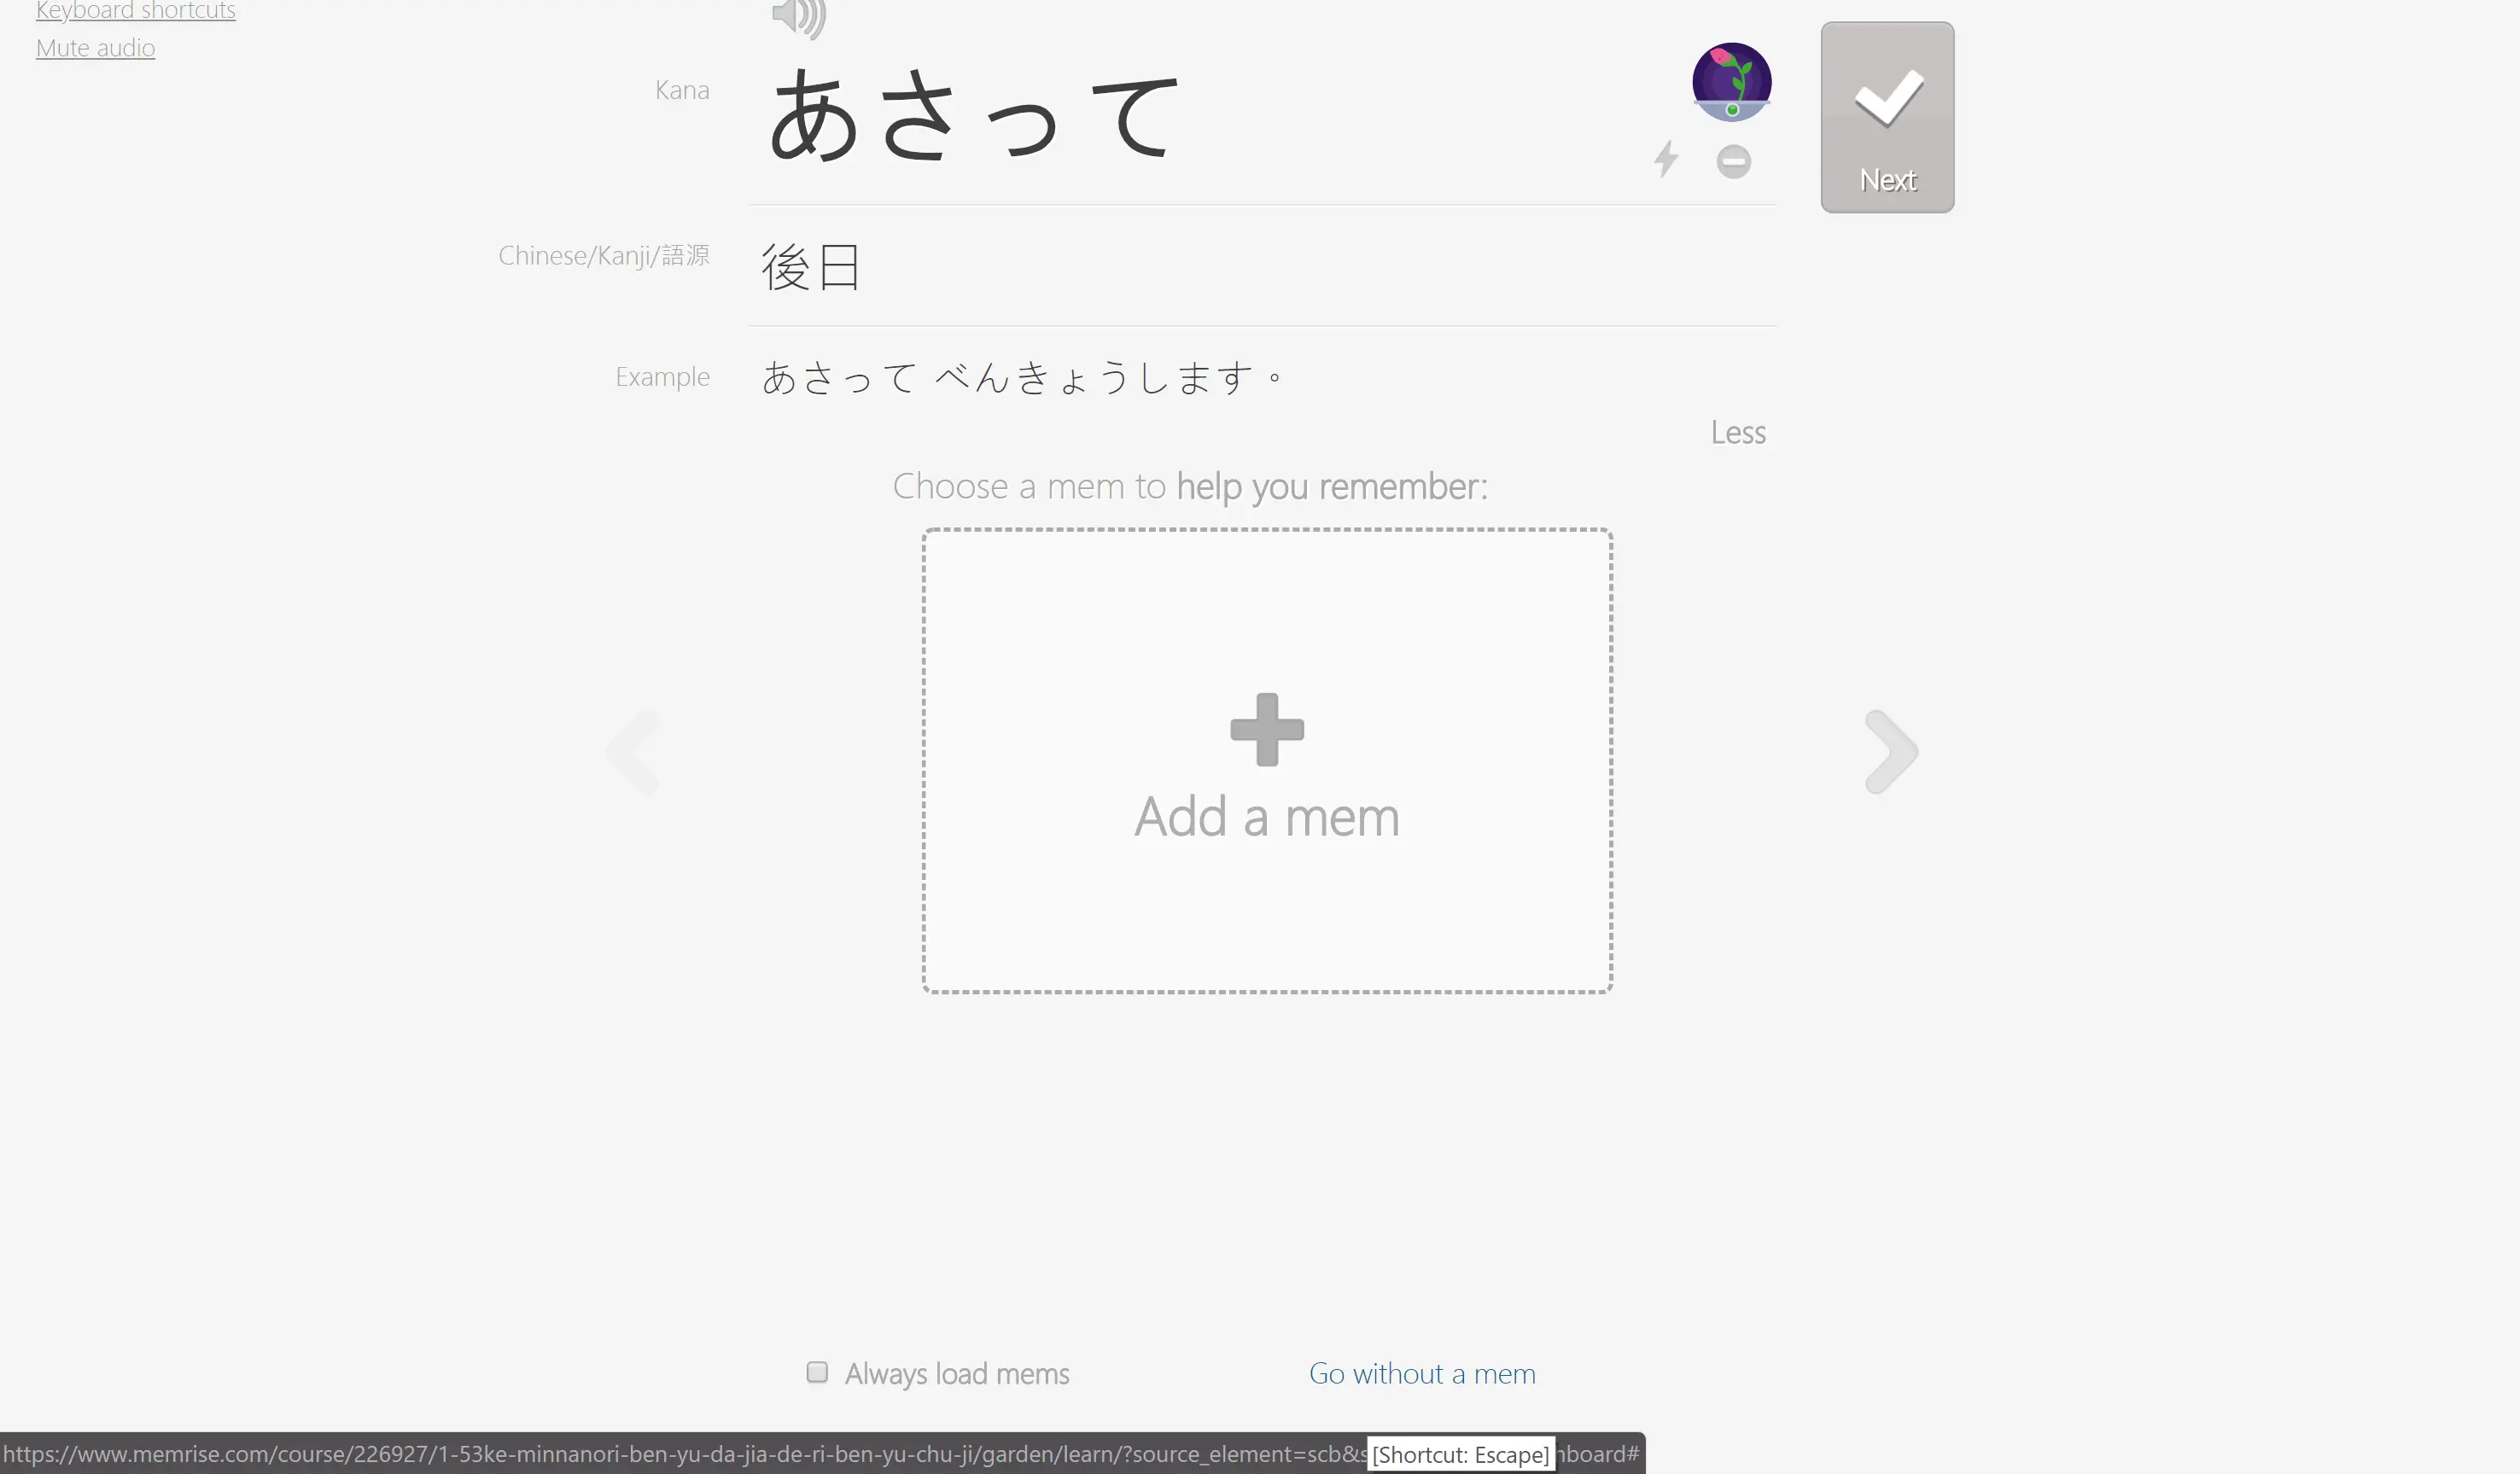 Keyboard shortcuts
Mute audio
Kana
あさって
Next
Chinese/Kanji/語源
後日
Example
あさって べんきょうします。
Less
Choose a mem to help you remember:
Add a mem
Always load mems
Go without a mem
https://www.memrise.com/course/226927/1-53ke-minnanori-ben-yu-da-jia-de-ri-ben-yu-chu-ji/garden/learn/?source_element=scb&s [Shortcut: Escape] nboard#